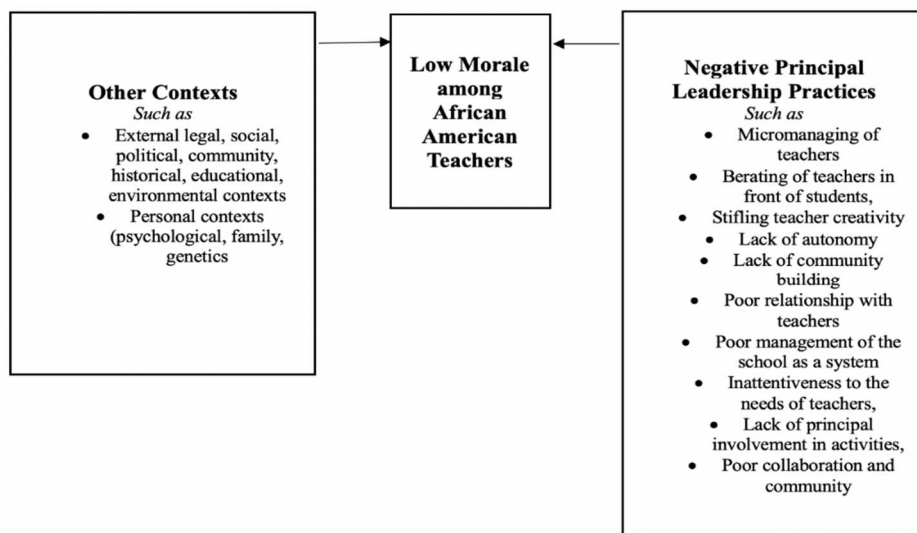 Other Contexts
Such as
• External legal, social,
political, community,
historical, educational,
environmental contexts
• Personal contexts
(psychological, family,
genetics
Low Morale
among
African
American
Teachers
Negative Principal
Leadership Practices
Such as
• Micromanaging of
teachers
• Berating of teachers in
front of students,
• Stifling teacher creativity
• Lack of autonomy
• Lack of community
building
• Poor relationship with
teachers
• Poor management of the
school as a system
• Inattentiveness to the
needs of teachers,
• Lack of principal
involvement in activities,
• Poor collaboration and
community